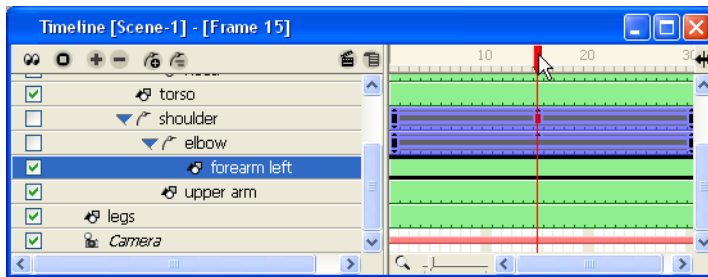 Timeline [Scene-1] - [Frame 15]
10 20 30
torso
shoulder
elbow
forearm left
upper arm
legs
Camera